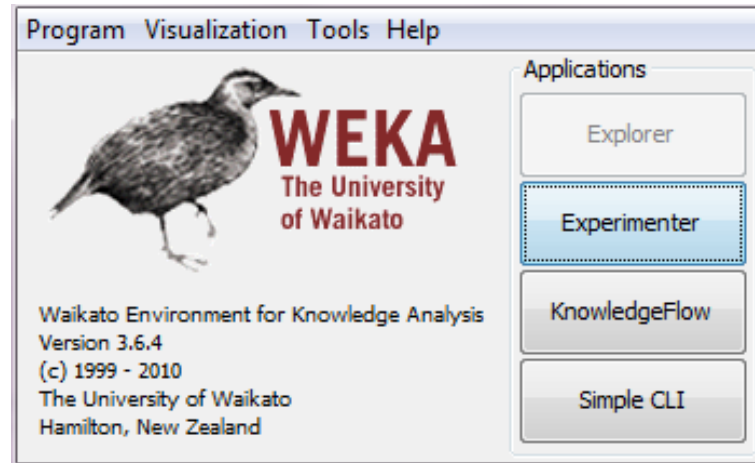 Program Visualization Tools Help
WEKA
The University
of Waikato
Waikato Environment for Knowledge Analysis
Version 3.6.4
(c) 1999 - 2010
The University of Waikato
Hamilton, New Zealand
Applications
Explorer
Experimenter
KnowledgeFlow
Simple CLI